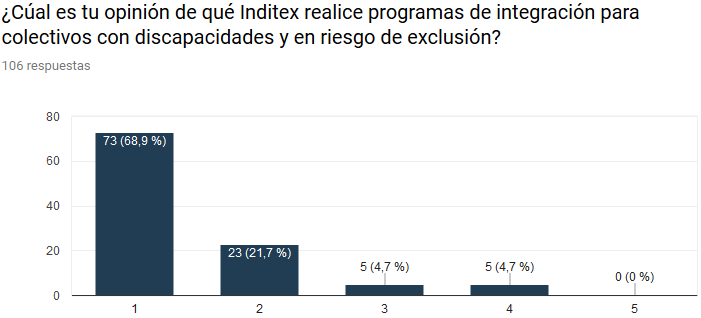 ¿Cúal es tu opinión de qué Inditex realice programas de integración para
colectivos con discapacidades y en riesgo de exclusión?
106 respuestas
80
60
40
20
0
73 (68,9 %)
23 (21,7 %)
5 (4,7 %)
5 (4,7 %)
0 (0 %)
1
2
3
4
5